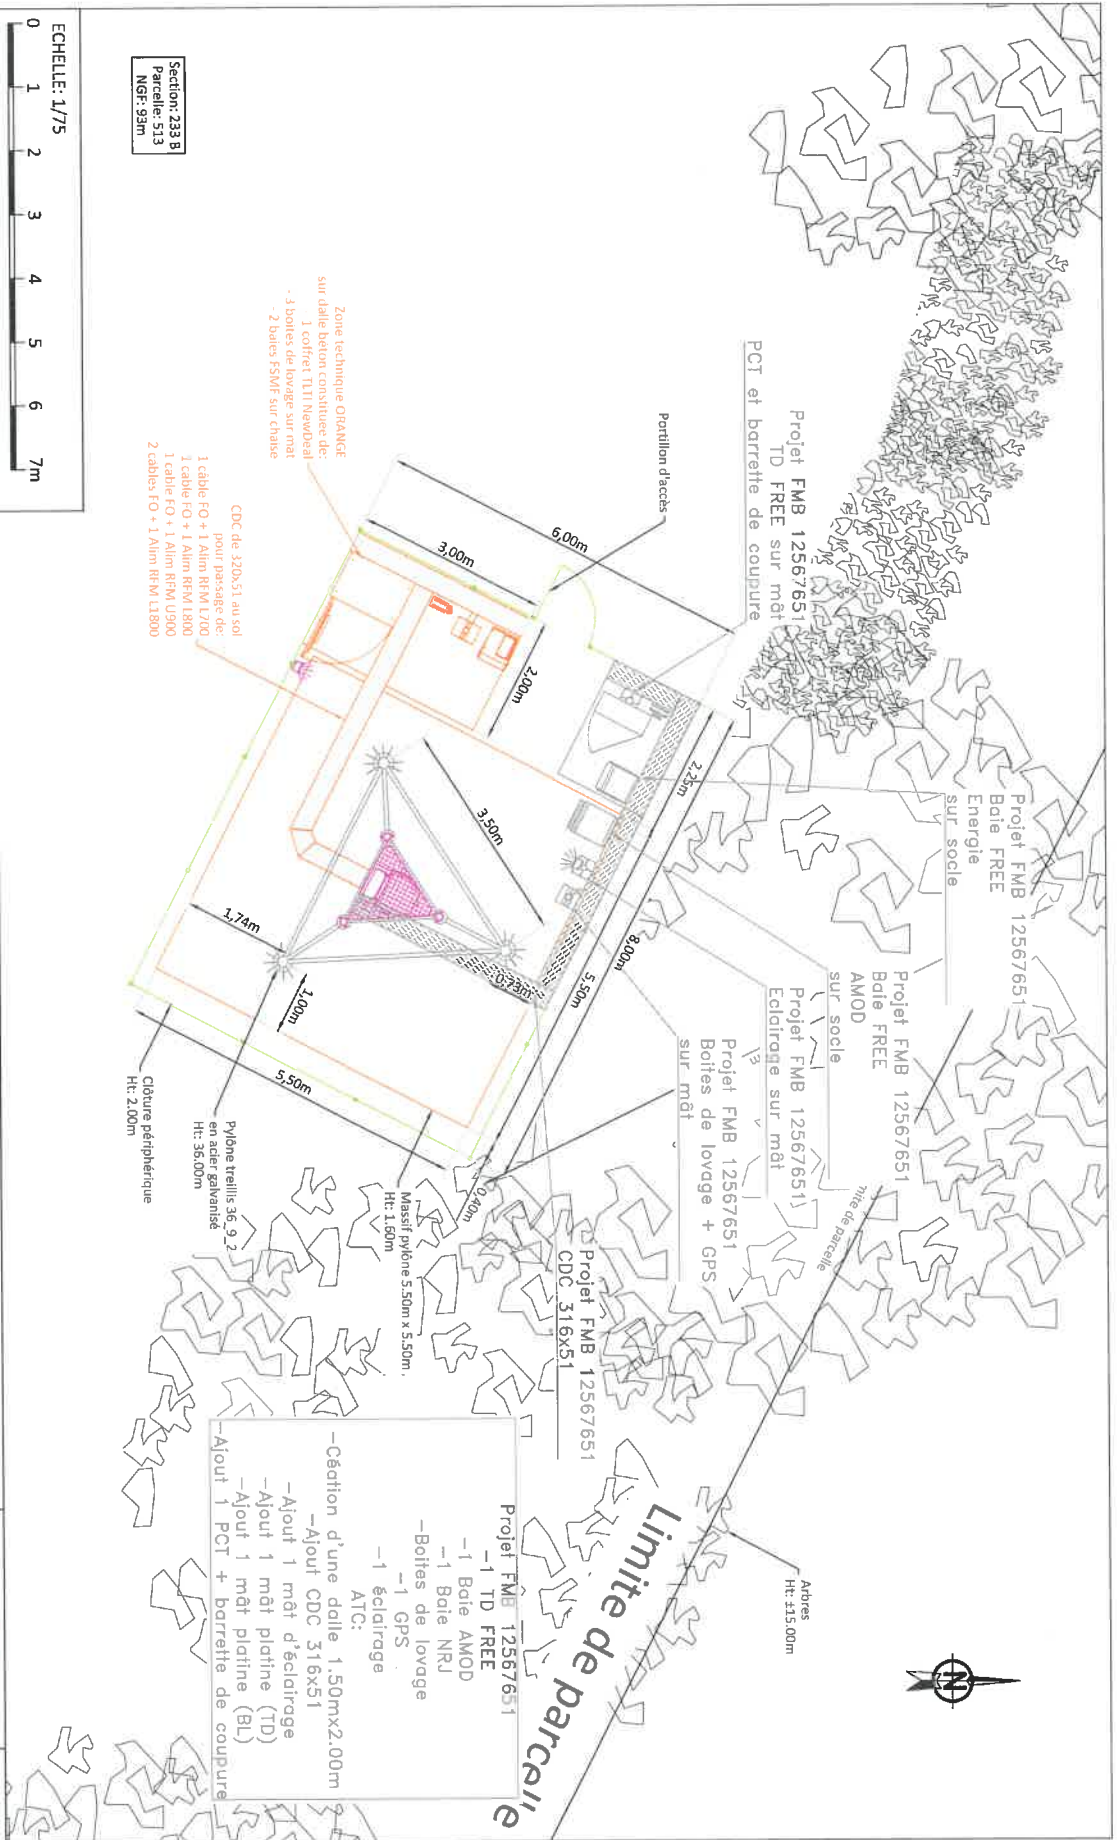 ECHELLE: 1/75
0 1 2 3 4 5 6 7m
Section: 233 B
Parcelle: 513
NGF: 93m
Projet FMB 12567651
TD FREE sur mât
PCT et barrette de coupure
Portillon d'accès
Zone technique ORANGE
sur dalle béton constituée de:
1 coffret TLTI NewDeal
- 3 boites de lovage sur mat
- 2 baies FSMF sur chaise
CDC de 320x51 au sol
pour passage de:
1 câble FO + 1 Alim RFM L700
1 cable FO + 1 Alim RFM L800
1 cable FO + 1 Alim RFM U900
2 cables FO + 1 Alim RFM L1800
6,00m
3,00m
2,00m
2,25m
3,50m
8,00m
5,50m
0,73m
1,74m
1,00m
5,50m
0,40m
Projet FMB 12567651
Baie FREE
Energie
sur socle
Projet FMB 12567651
Baie FREE
AMOD
sur socle
Projet FMB 12567651
Eclairage sur mât
Projet FMB 12567651
Boites de lovage + GPS
sur mât
mite de parcelle
Projet FMB 12567651
CDC 316x51
Clôture périphérique
Ht: 2.00m
Pylône treillis 36_9_2
en acier galvanisé
Ht: 36.00m
Massif pylône 5.50m x 5.50m.
Ht: 1.60m
Arbres
Ht: ±15.00m
N
Limite de parcelle
Projet FMB 12567651
-1 TD FREE
-1 Baie AMOD
-1 Baie NRJ
-Boites de lovage
-1 GPS
-1 éclairage
ATC:
-Céation d'une dalle 1.50mx2.00m
-Ajout CDC 316x51
-Ajout 1 mât d'éclairage
-Ajout 1 mât platine (TD)
-Ajout 1 mât platine (BL)
-Ajout 1 PCT + barrette de coupure